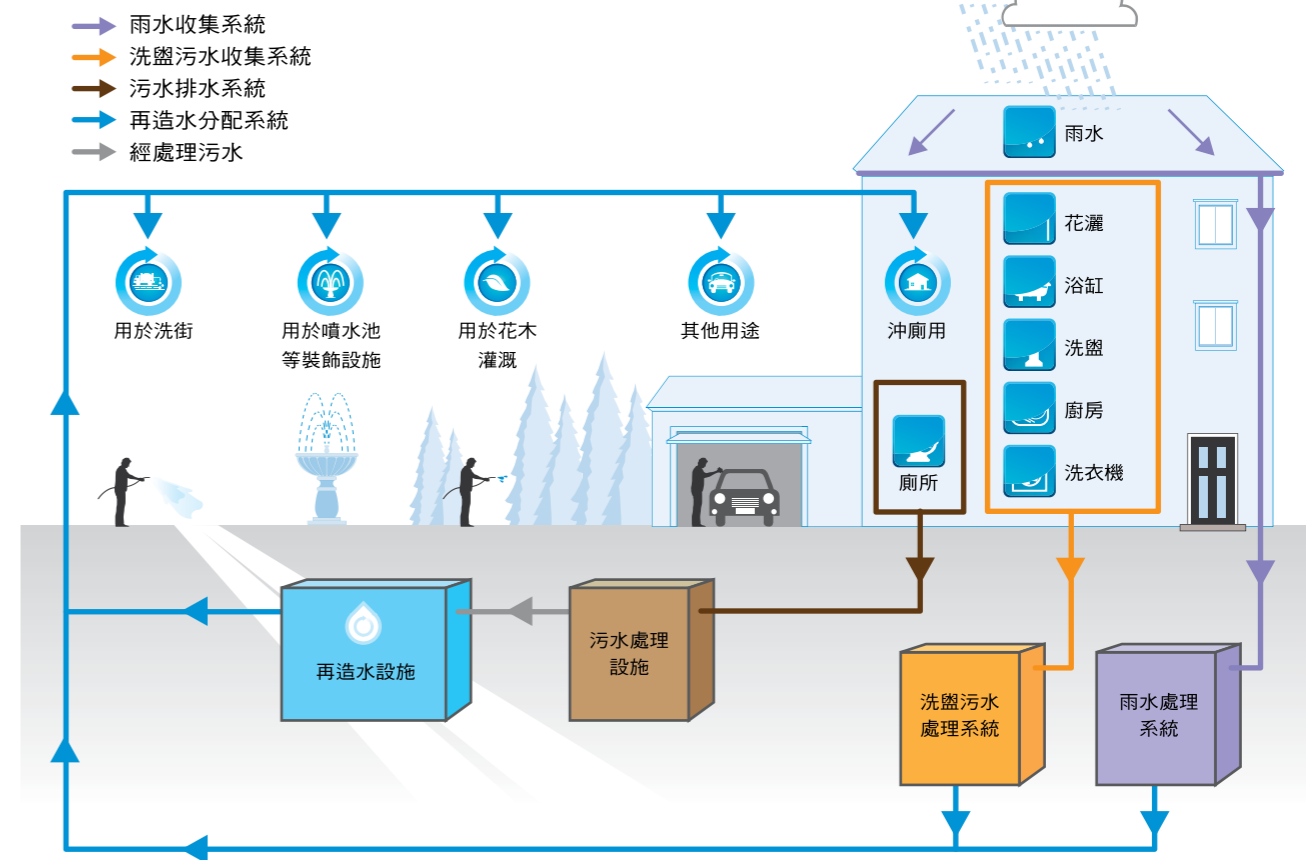 雨水收集系統
洗盥污水收集系統
污水排水系統
再造水分配系統
經處理污水
雨水
花灑
浴缸
洗盥
廚房
洗衣機
用於洗街
用於噴水池
等裝飾設施
用於花木
灌溉
其他用途
沖廁用
廁所
再造水設施
污水處理
設施
洗盥污水
處理系統
雨水處理
系統